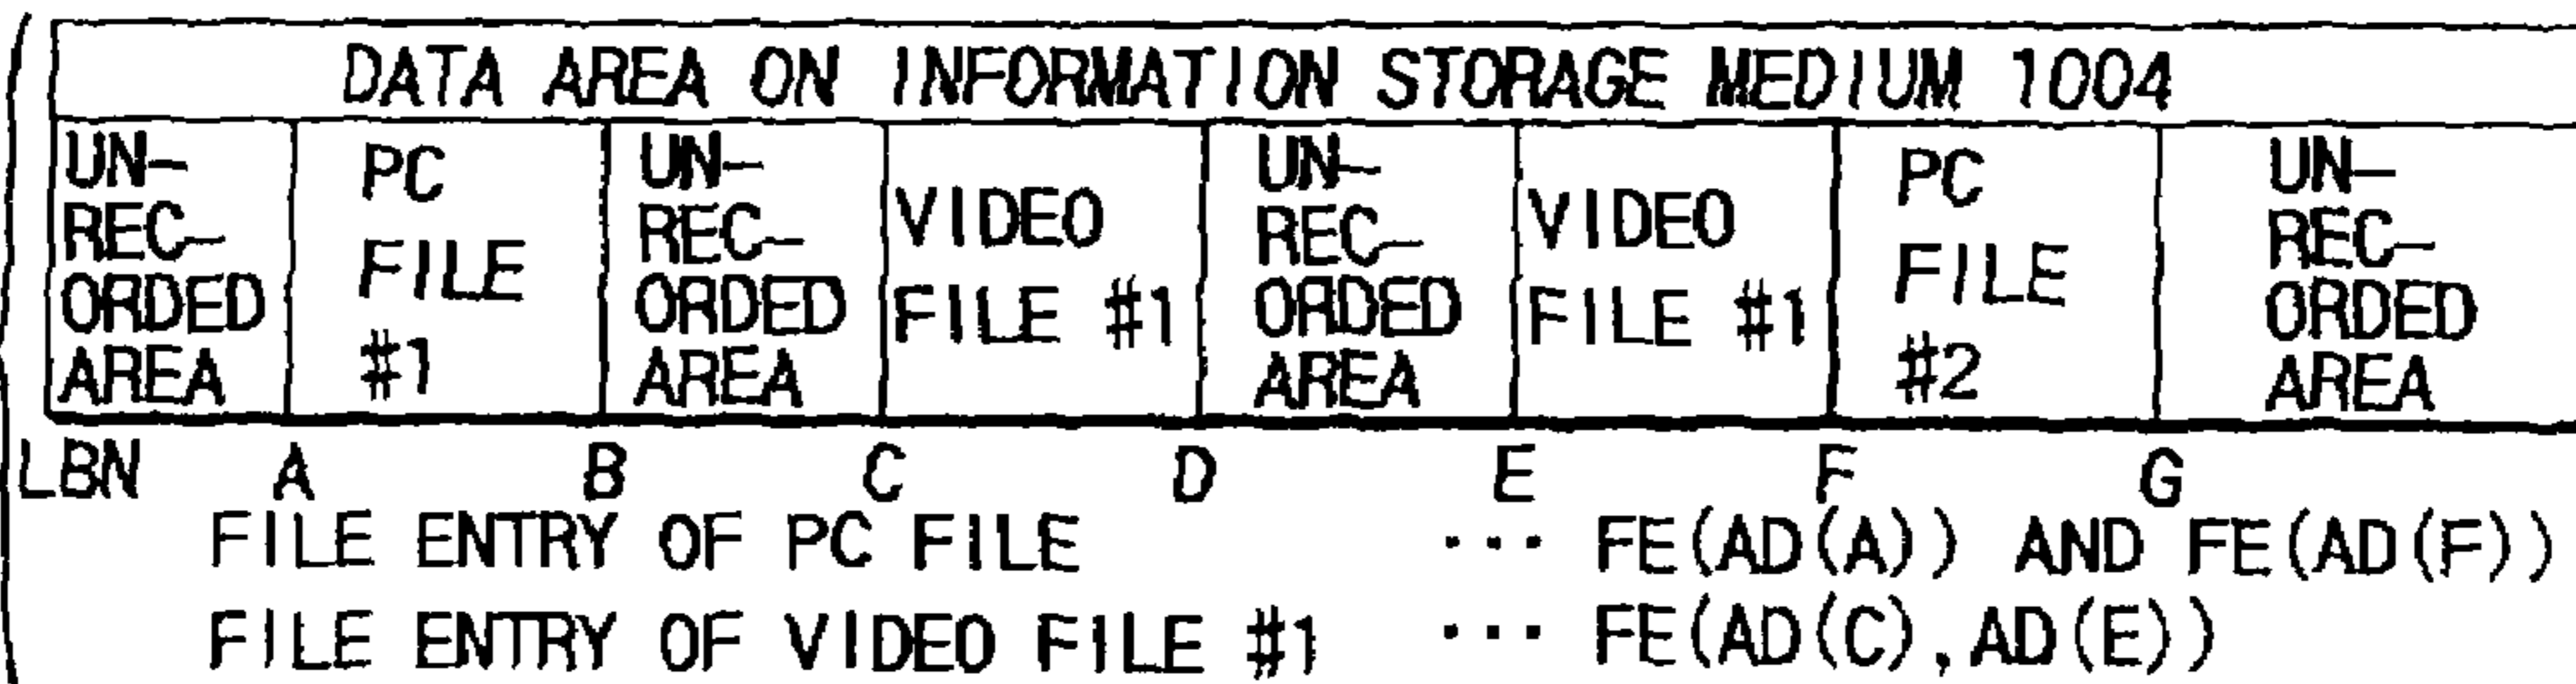 DATA AREA ON INFORMATION STORAGE MEDIUM 1004
UN-
REC-
ORDED
AREA
PC
FILE
#1
UN-
REC-
ORDED
AREA
VIDEO
FILE #1
UN-
REC-
ORDED
AREA
VIDEO
FILE #1
PC
FILE
#2
UN-
REC-
ORDED
AREA
LBN A B C D E F G
FILE ENTRY OF PC FILE ··· FE(AD(A)) AND FE(AD(F))
FILE ENTRY OF VIDEO FILE #1 ··· FE(AD(C),AD(E))